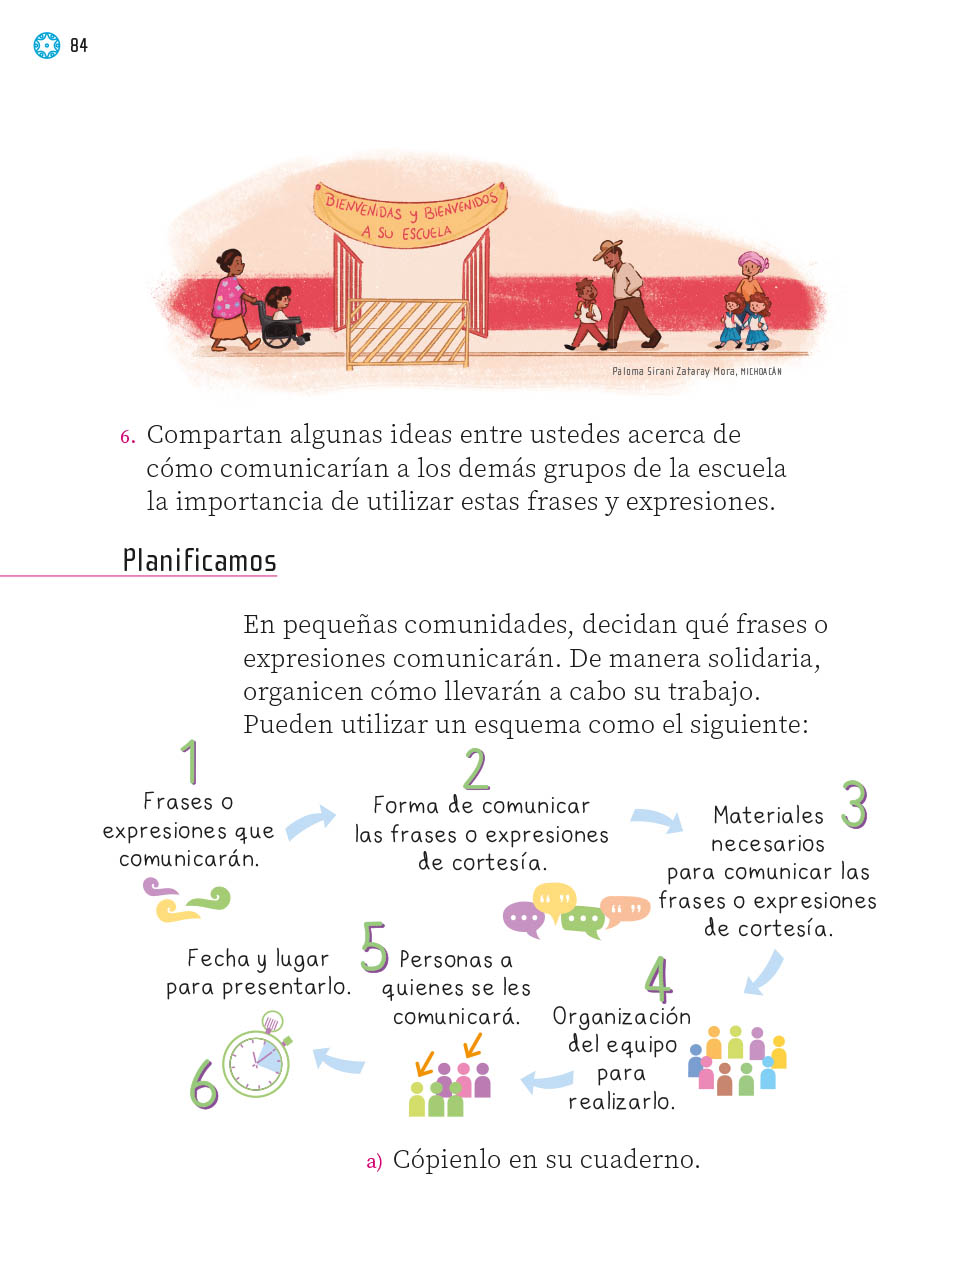 84
BIENVENIDAS y BIENVENIDOS
A SU ESCUELA
Paloma Sirani Zataray Mora, MICHOACÁN
6. Compartan algunas ideas entre ustedes acerca de
cómo comunicarían a los demás grupos de la escuela
la importancia de utilizar estas frases y expresiones.
Planificamos
En pequeñas comunidades, decidan qué frases o
expresiones comunicarán. De manera solidaria,
organicen cómo llevarán a cabo su trabajo.
Pueden utilizar un esquema como el siguiente:
1
Frases o
expresiones que
comunicarán.
2
Forma de comunicar
las frases o expresiones
de cortesía.
3
Materiales
necesarios
para comunicar las
frases o expresiones
de cortesía.
4
Organización
del equipo
para
realizarlo.
5
Personas a
quienes se les
comunicará.
6
Fecha y lugar
para presentarlo.
a) Cópienlo en su cuaderno.